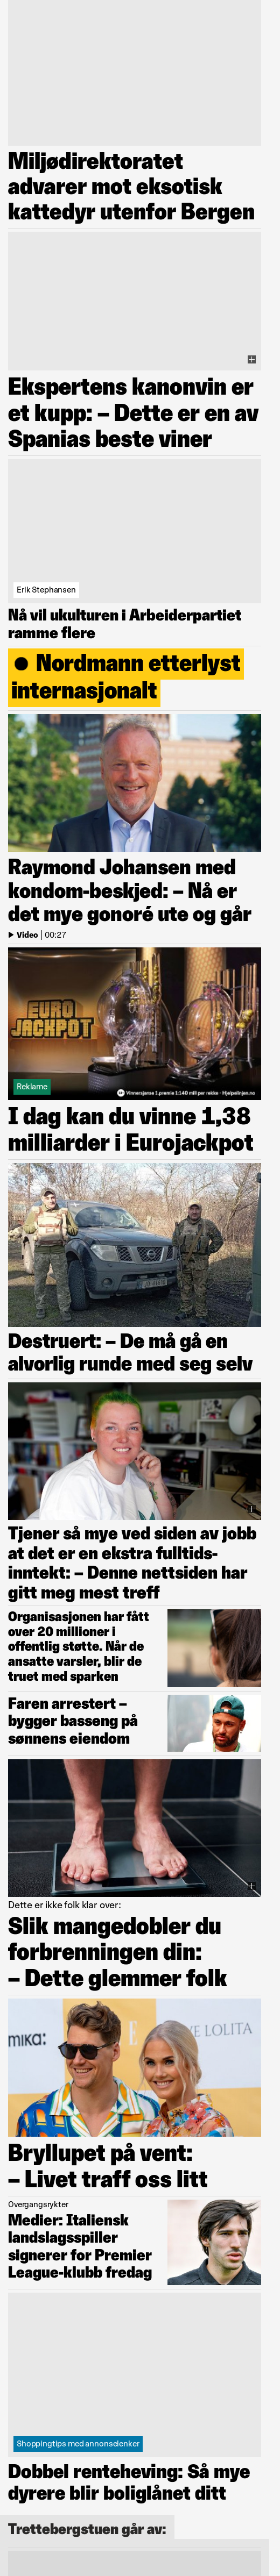 Miljødirektoratet
advarer mot eksotisk
kattedyr utenfor Bergen
Ekspertens kanonvin er
et kupp: – Dette er en av
Spanias beste viner
Erik Stephansen
Nå vil ukulturen i Arbeiderpartiet
ramme flere
Nordmann etterlyst
internasjonalt
Raymond Johansen med
kondom-beskjed: – Nå er
det mye gonoré ute og går
Video | 00:27
EURO
JACKPOT
Reklame
Vinnersjanse 1.premie 1:140 mill per rekke - Hjelpelinjen.no
I dag kan du vinne 1,38
milliarder i Eurojackpot
Destruert: – De må gå en
alvorlig runde med seg selv
Tjener så mye ved siden av jobb
at det er en ekstra fulltids-
inntekt: – Denne nettsiden har
gitt meg mest treff
Organisasjonen har fått
over 20 millioner i
offentlig støtte. Når de
ansatte varsler, blir de
truet med sparken
Faren arrestert –
bygger basseng på
sønnens eiendom
Dette er ikke folk klar over:
Slik mangedobler du
forbrenningen din:
– Dette glemmer folk
mika:
VE LOLITA
Bryllupet på vent:
– Livet traff oss litt
Overgangsrykter
Medier: Italiensk
landslagsspiller
signerer for Premier
League-klubb fredag
Shoppingtips med annonselenker
Dobbel renteheving: Så mye
dyrere blir boliglånet ditt
Trettebergstuen går av: